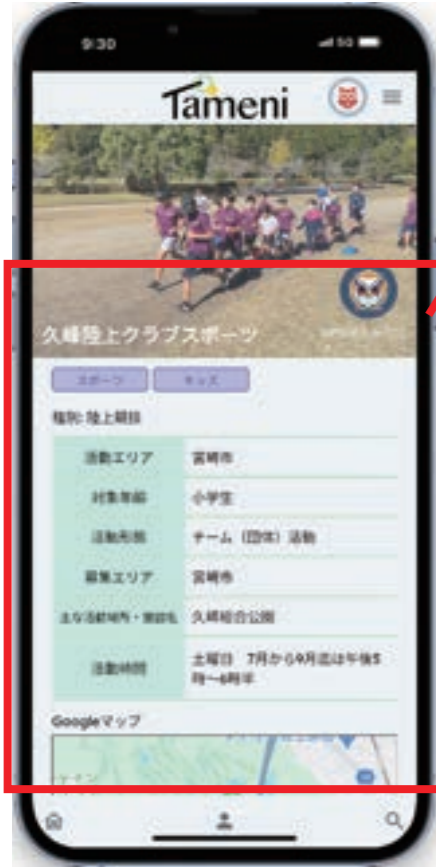 9:30
5G
Tameni
久峰陸上クラブスポーツ
スポーツ キッズ
種別: 陸上競技
活動エリア 宮崎市
対象年齢 小学生
活動形態 チーム(団体)活動
募集エリア 宮崎市
主な活動場所・施設名 久峰総合公園
活動時間 土曜日 7月から9月迄は午後5
時〜6時半
Googleマップ